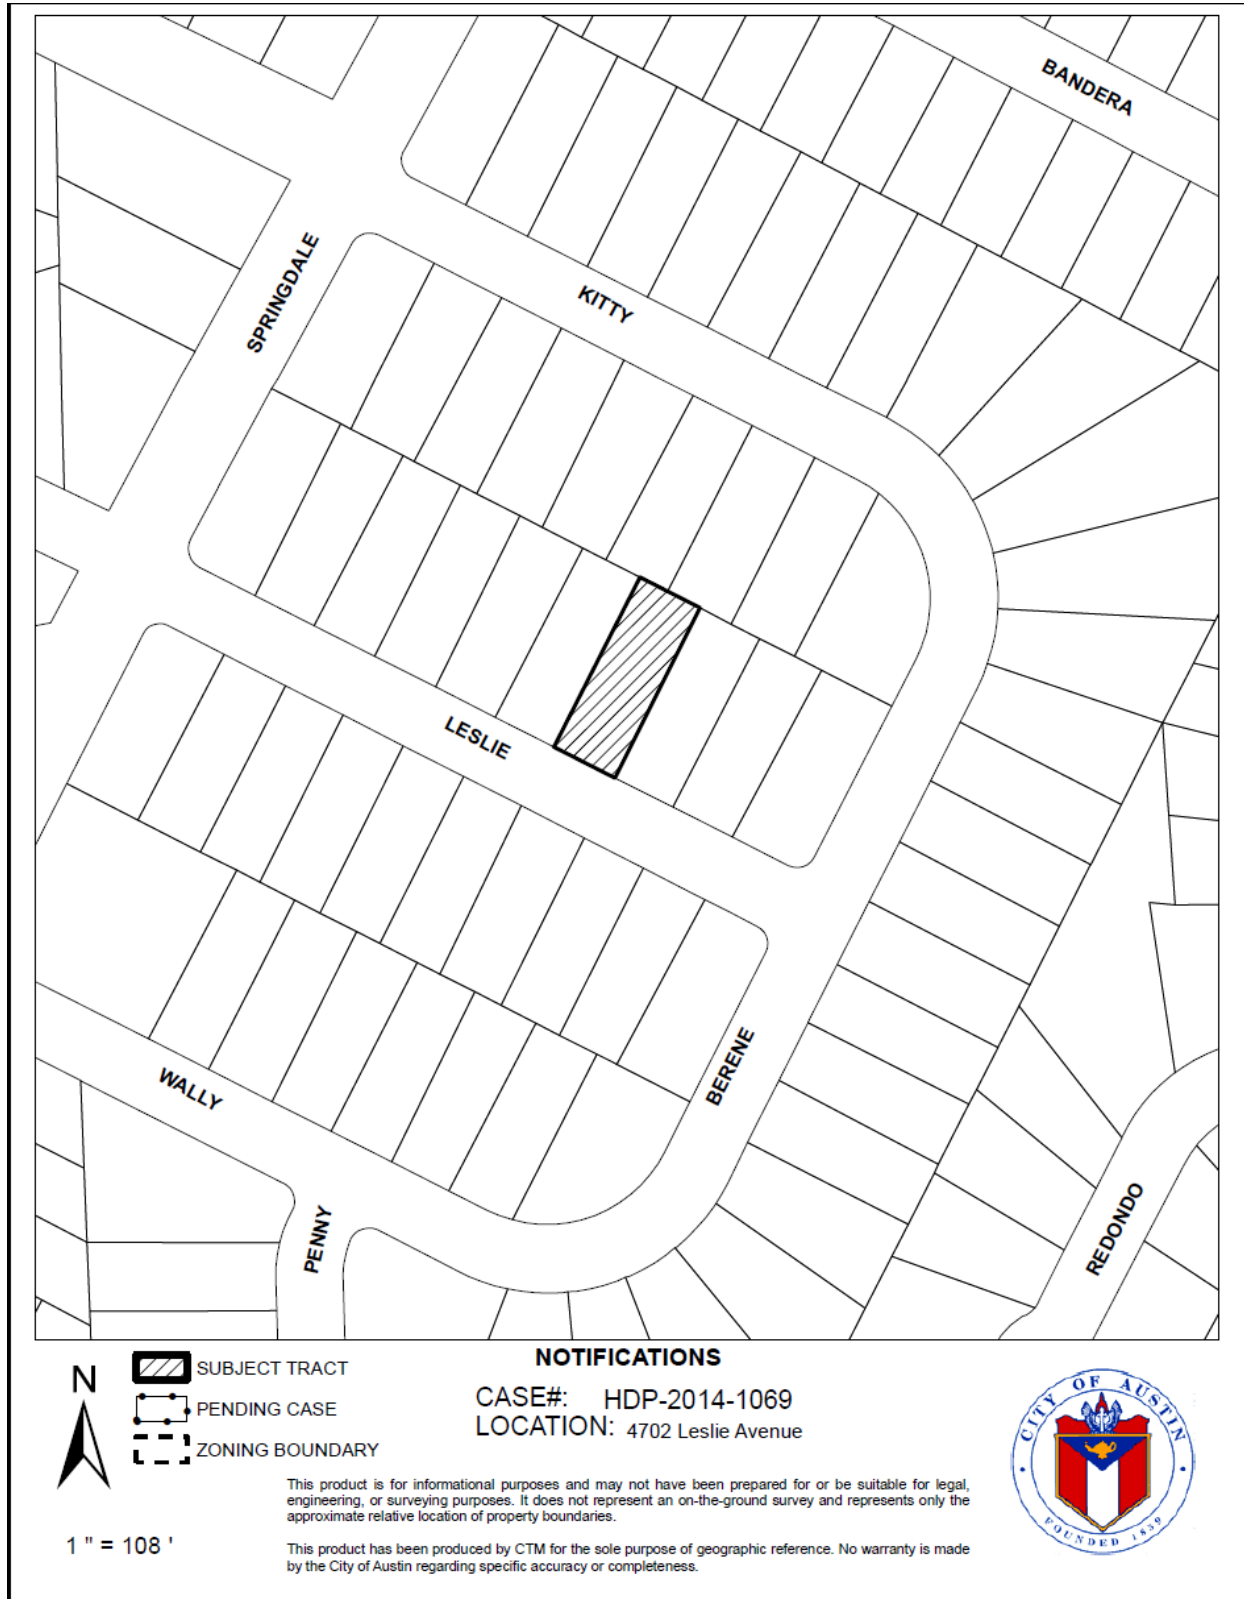 BANDERA
SPRINGDALE
KITTY
LESLIE
BERENE
WALLY
PENNY
REDONDO
NOTIFICATIONS
N
SUBJECT TRACT
CASE#: HDP-2014-1069
PENDING CASE
LOCATION: 4702 Leslie Avenue
ZONING BOUNDARY
This product is for informational purposes and may not have been prepared for or be suitable for legal,
engineering, or surveying purposes. It does not represent an on-the-ground survey and represents only the
approximate relative location of property boundaries.
1 " = 108 '
This product has been produced by CTM for the sole purpose of geographic reference. No warranty is made
by the City of Austin regarding specific accuracy or completeness.
CITY OF AUSTIN
FOUNDED 1839